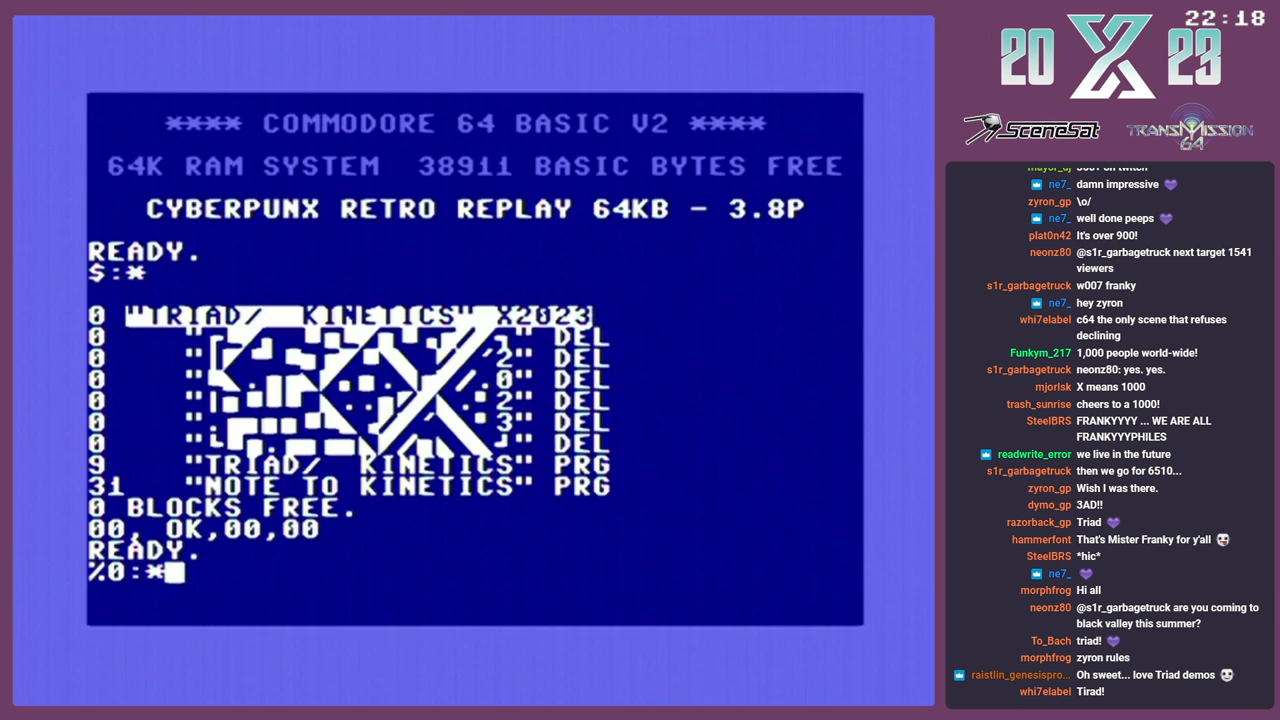 22:18
20 X 23
SCENESAT
TRANSMISSION 64
**** COMMODORE 64 BASIC V2 ****
64K RAM SYSTEM 38911 BASIC BYTES FREE
CYBERPUNX RETRO REPLAY 64KB - 3.8P
READY.
$:*
0 "TRIAD/ KINETICS" X2023
0 " " DEL
0 " 2" DEL
0 " 0" DEL
0 " 2" DEL
0 " 3" DEL
0 " " DEL
9 "TRIAD/ KINETICS" PRG
31 "NOTE TO KINETICS" PRG
0 BLOCKS FREE.
00, OK,00,00
READY.
%0:*
ne7_ damn impressive 💜
zyron_gp \o/
ne7_ well done peeps 💜
plat0n42 It's over 900!
neonz80 @s1r_garbagetruck next target 1541
viewers
s1r_garbagetruck w007 franky
ne7_ hey zyron
whi7elabel c64 the only scene that refuses
declining
Funkym_217 1,000 people world-wide!
s1r_garbagetruck neonz80: yes. yes.
mjorlsk X means 1000
trash_sunrise cheers to a 1000!
SteelBRS FRANKYYYY ... WE ARE ALL
FRANKYYYPHILES
readwrite_error we live in the future
s1r_garbagetruck then we go for 6510...
zyron_gp Wish I was there.
dymo_gp 3AD!!
razorback_gp Triad 💜
hammerfont That's Mister Franky for y'all
SteelBRS *hic*
ne7_ 💜
morphfrog Hi all
neonz80 @s1r_garbagetruck are you coming to
black valley this summer?
To_Bach triad! 💜
morphfrog zyron rules
raistlin_genesispro... Oh sweet... love Triad demos
whi7elabel Tirad!